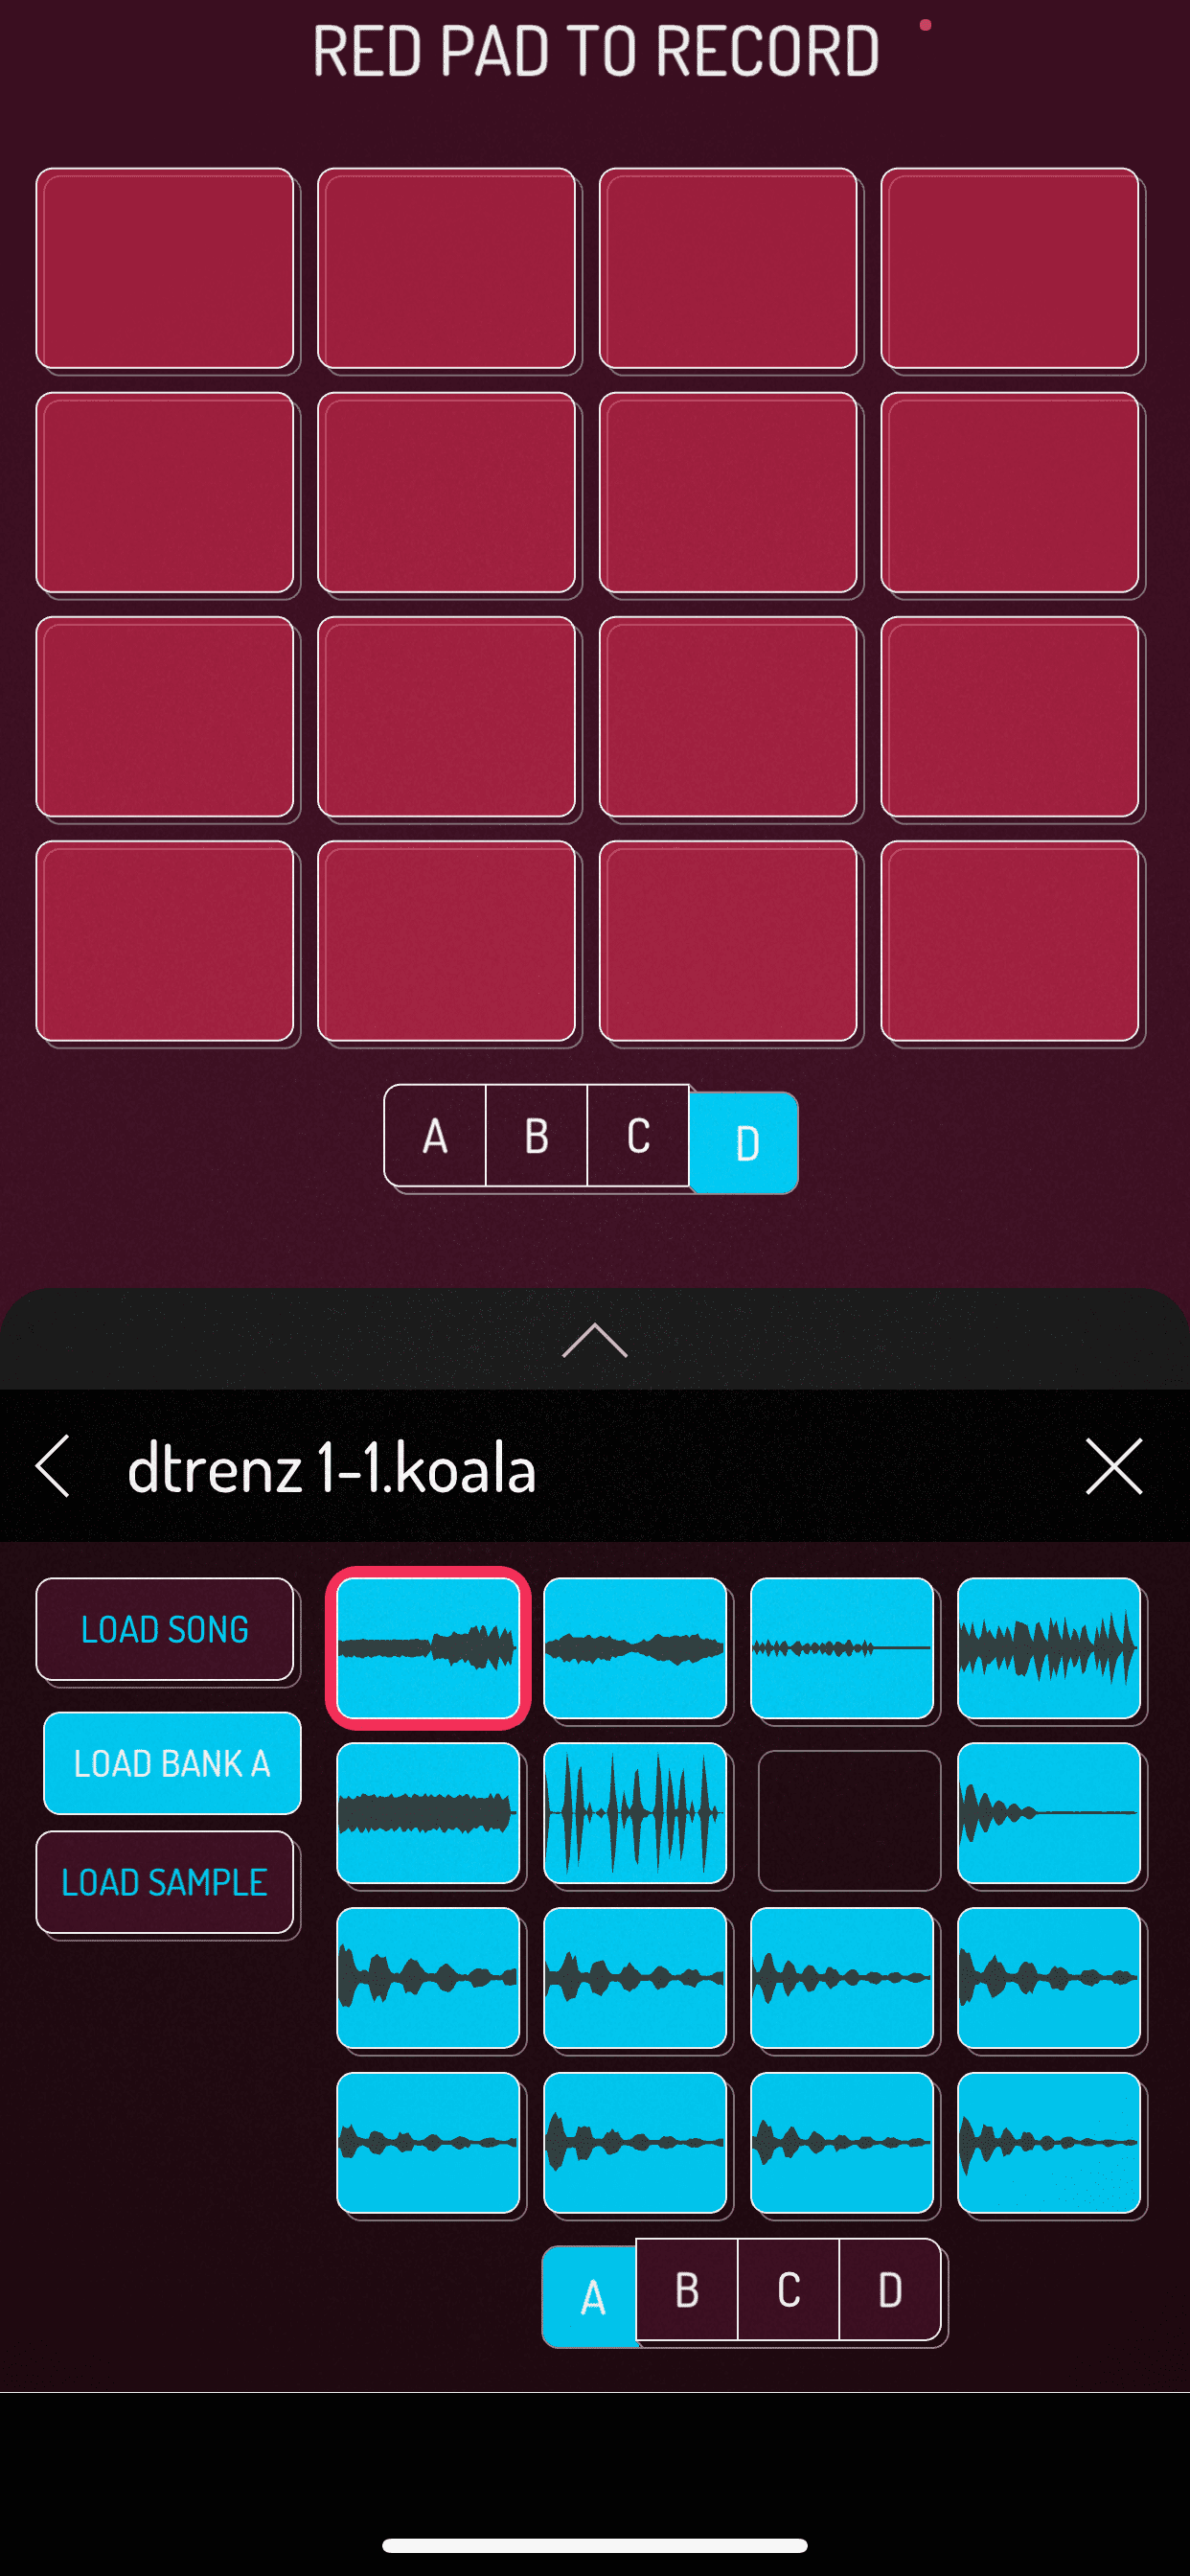 RED PAD TO RECORD
A B C D
dtrenz 1-1.koala
LOAD SONG
LOAD BANK A
LOAD SAMPLE
A B C D